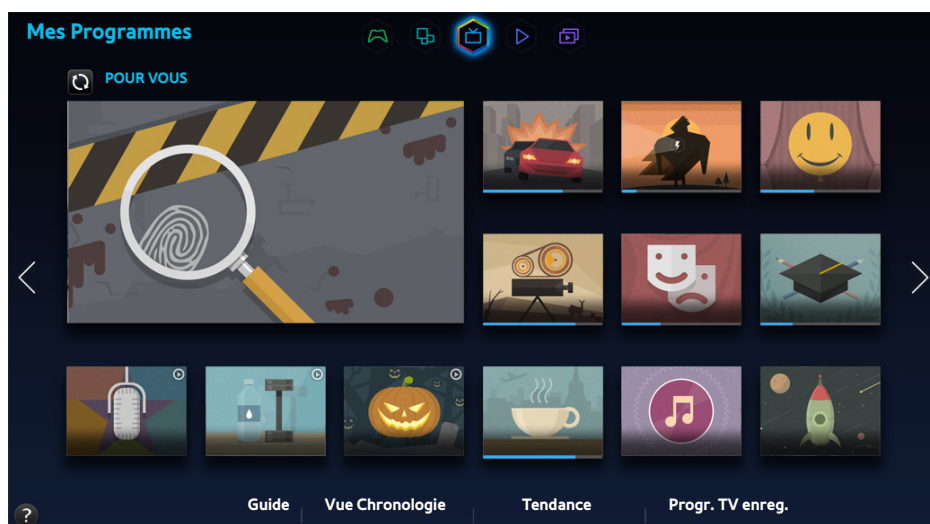 Mes Programmes
POUR VOUS
Guide
Vue Chronologie
Tendance
Progr. TV enreg.
?